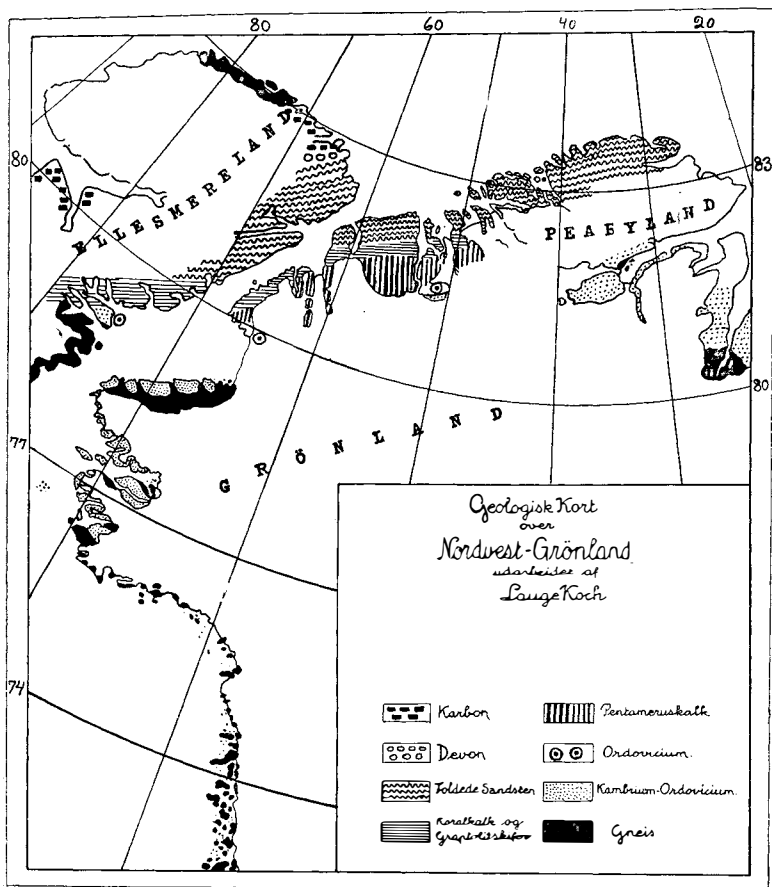 80 60 40 20
80
83
ELLESMERELAND
PEARYLAND
80
77
GRÖNLAND
74
Geologisk Kort
over
Nordvest-Grönland
udarbeidet af
Lauge Koch
Karbon
Pentameruskalk
Devon
Ordovicium.
Foldede Sandsten
Kambrium-Ordovicium.
Koralkalk og
Graptolitskifer
Gneis